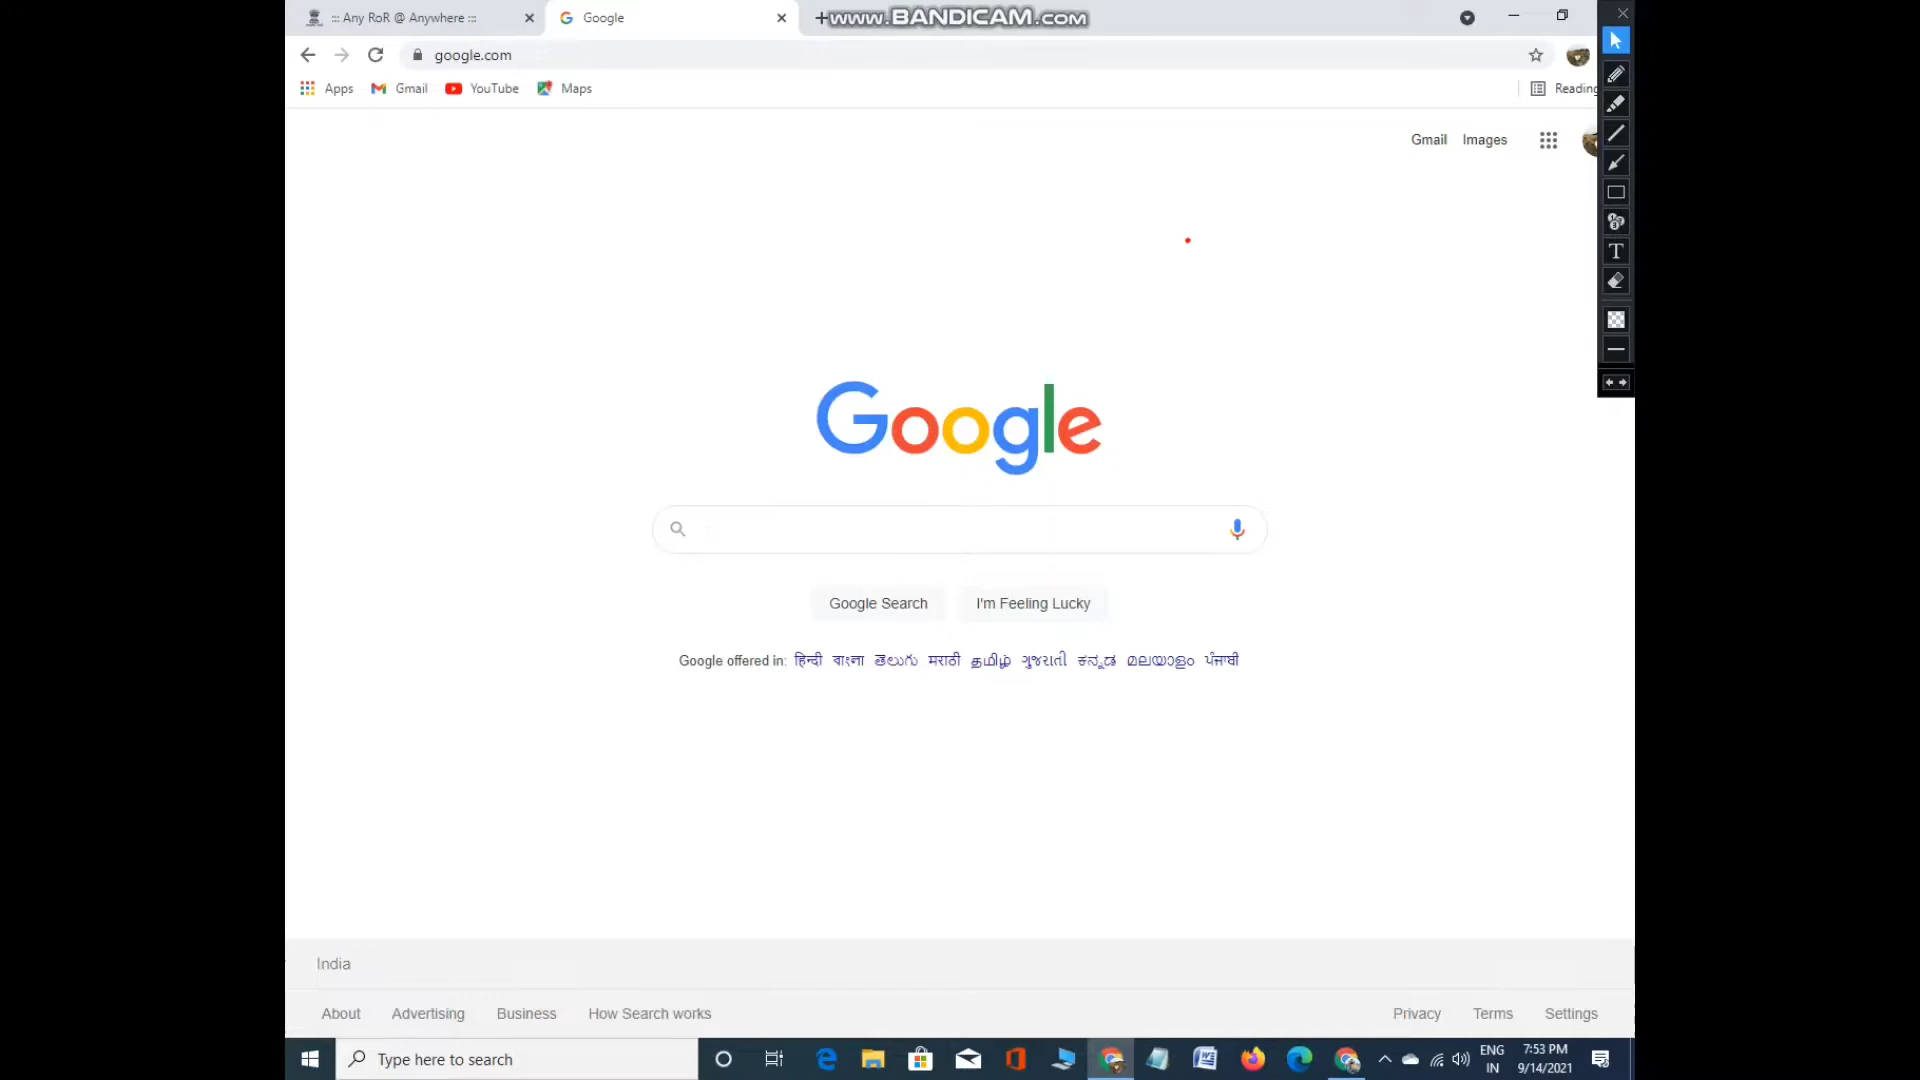 ::: Any RoR @ Anywhere :::
Google
www.BANDICAM.com
google.com
Apps
Gmail
YouTube
Maps
Reading
Gmail
Images
T
Google
Google Search
I'm Feeling Lucky
Google offered in: हिन्दी বাংলা తెలుగు मराठी தமிழ் ગુજરાતી ಕನ್ನಡ മലയാളം ਪੰਜਾਬੀ
India
About
Advertising
Business
How Search works
Privacy
Terms
Settings
Type here to search
ENG
IN
7:53 PM
9/14/2021